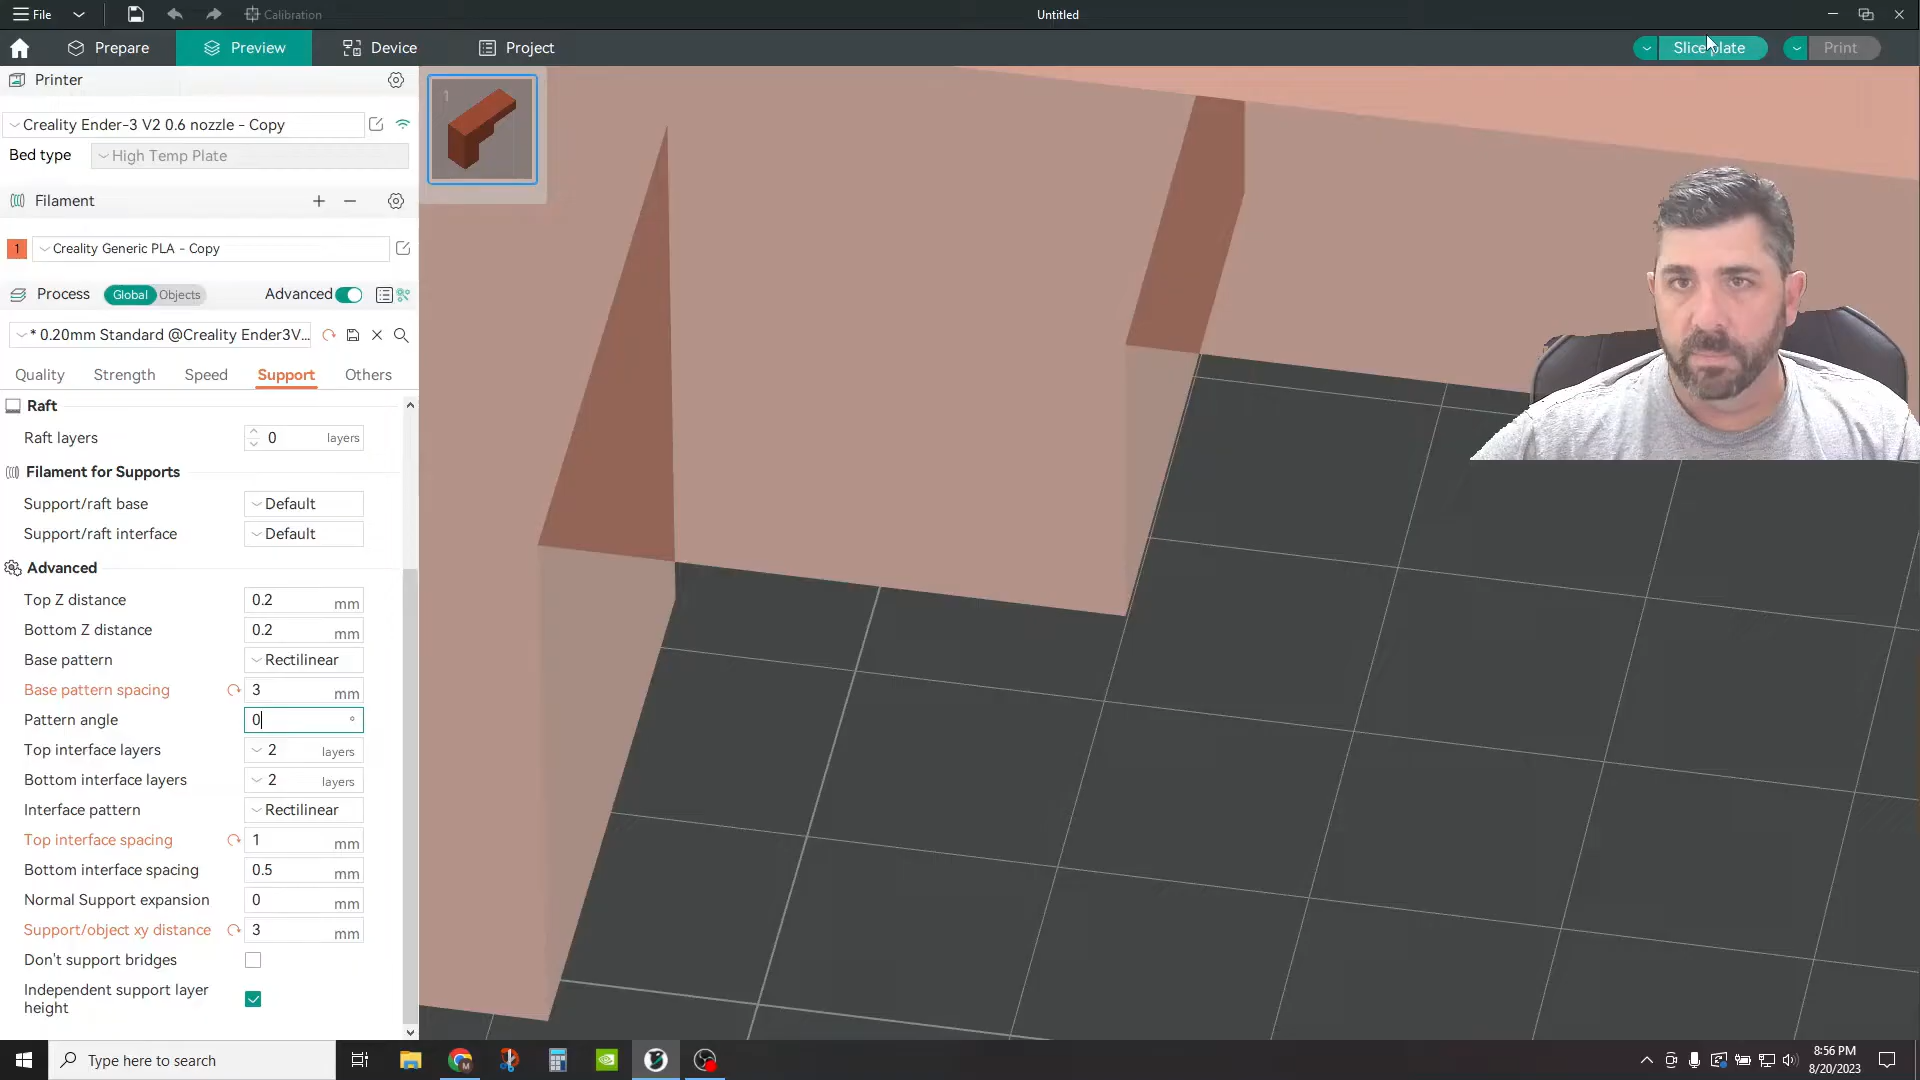 File
Calibration
Untitled
Prepare
Preview
Device
Project
Slice plate
Print
Printer
Creality Ender-3 V2 0.6 nozzle - Copy
Bed type
High Temp Plate
Filament
1
Creality Generic PLA - Copy
Process
Global
Objects
Advanced
* 0.20mm Standard @Creality Ender3V...
Quality
Strength
Speed
Support
Others
Raft
Raft layers
0
layers
Filament for Supports
Support/raft base
Default
Support/raft interface
Default
Advanced
Top Z distance
0.2
mm
Bottom Z distance
0.2
mm
Base pattern
Rectilinear
Base pattern spacing
3
mm
Pattern angle
0
°
Top interface layers
2
layers
Bottom interface layers
2
layers
Interface pattern
Rectilinear
Top interface spacing
1
mm
Bottom interface spacing
0.5
mm
Normal Support expansion
0
mm
Support/object xy distance
3
mm
Don't support bridges
Independent support layer
height
1
Type here to search
8:56 PM
8/20/2023